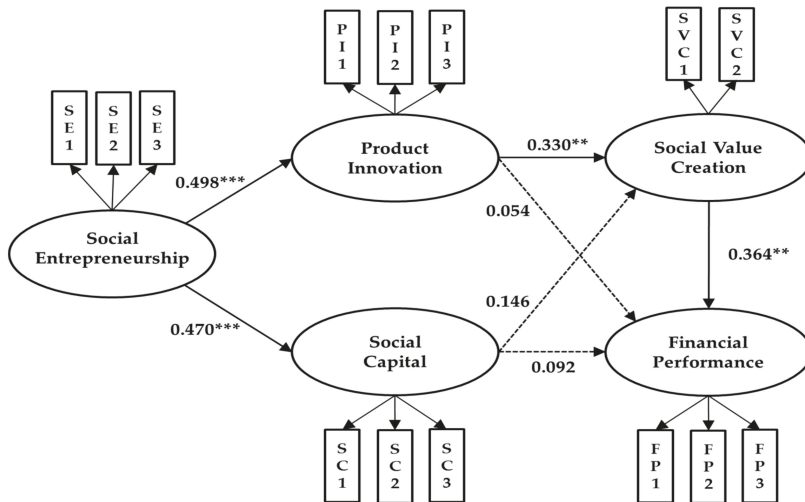 PI1
PI2
PI3
SVC1
SVC2
SE1
SE2
SE3
Product
Innovation
0.330**
Social Value
Creation
0.498***
0.054
Social
Entrepreneurship
0.364**
0.146
0.470***
Social
Capital
0.092
Financial
Performance
SC1
SC2
SC3
FP1
FP2
FP3